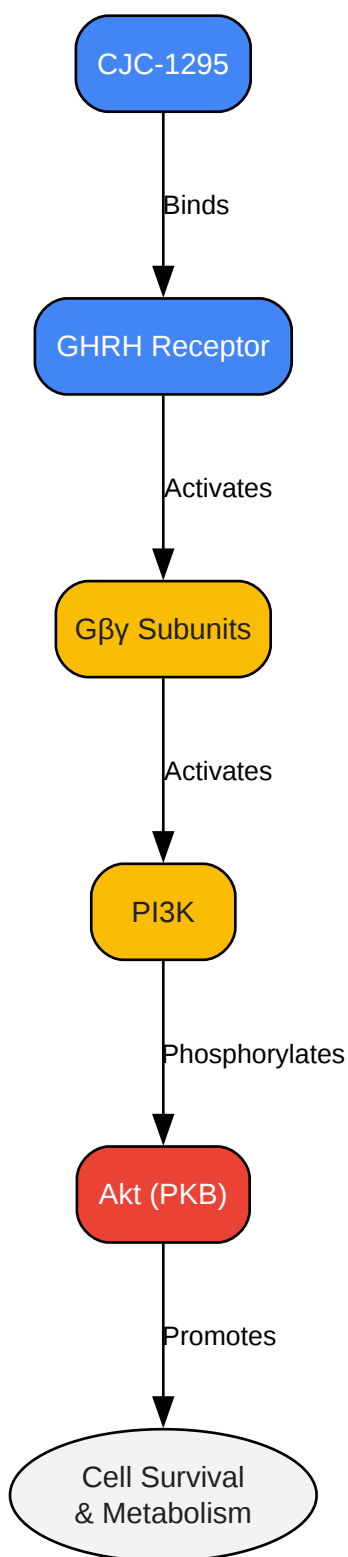 CJC-1295
Binds
GHRH Receptor
Activates
Gβγ Subunits
Activates
PI3K
Phosphorylates
Akt (PKB)
Promotes
Cell Survival
& Metabolism